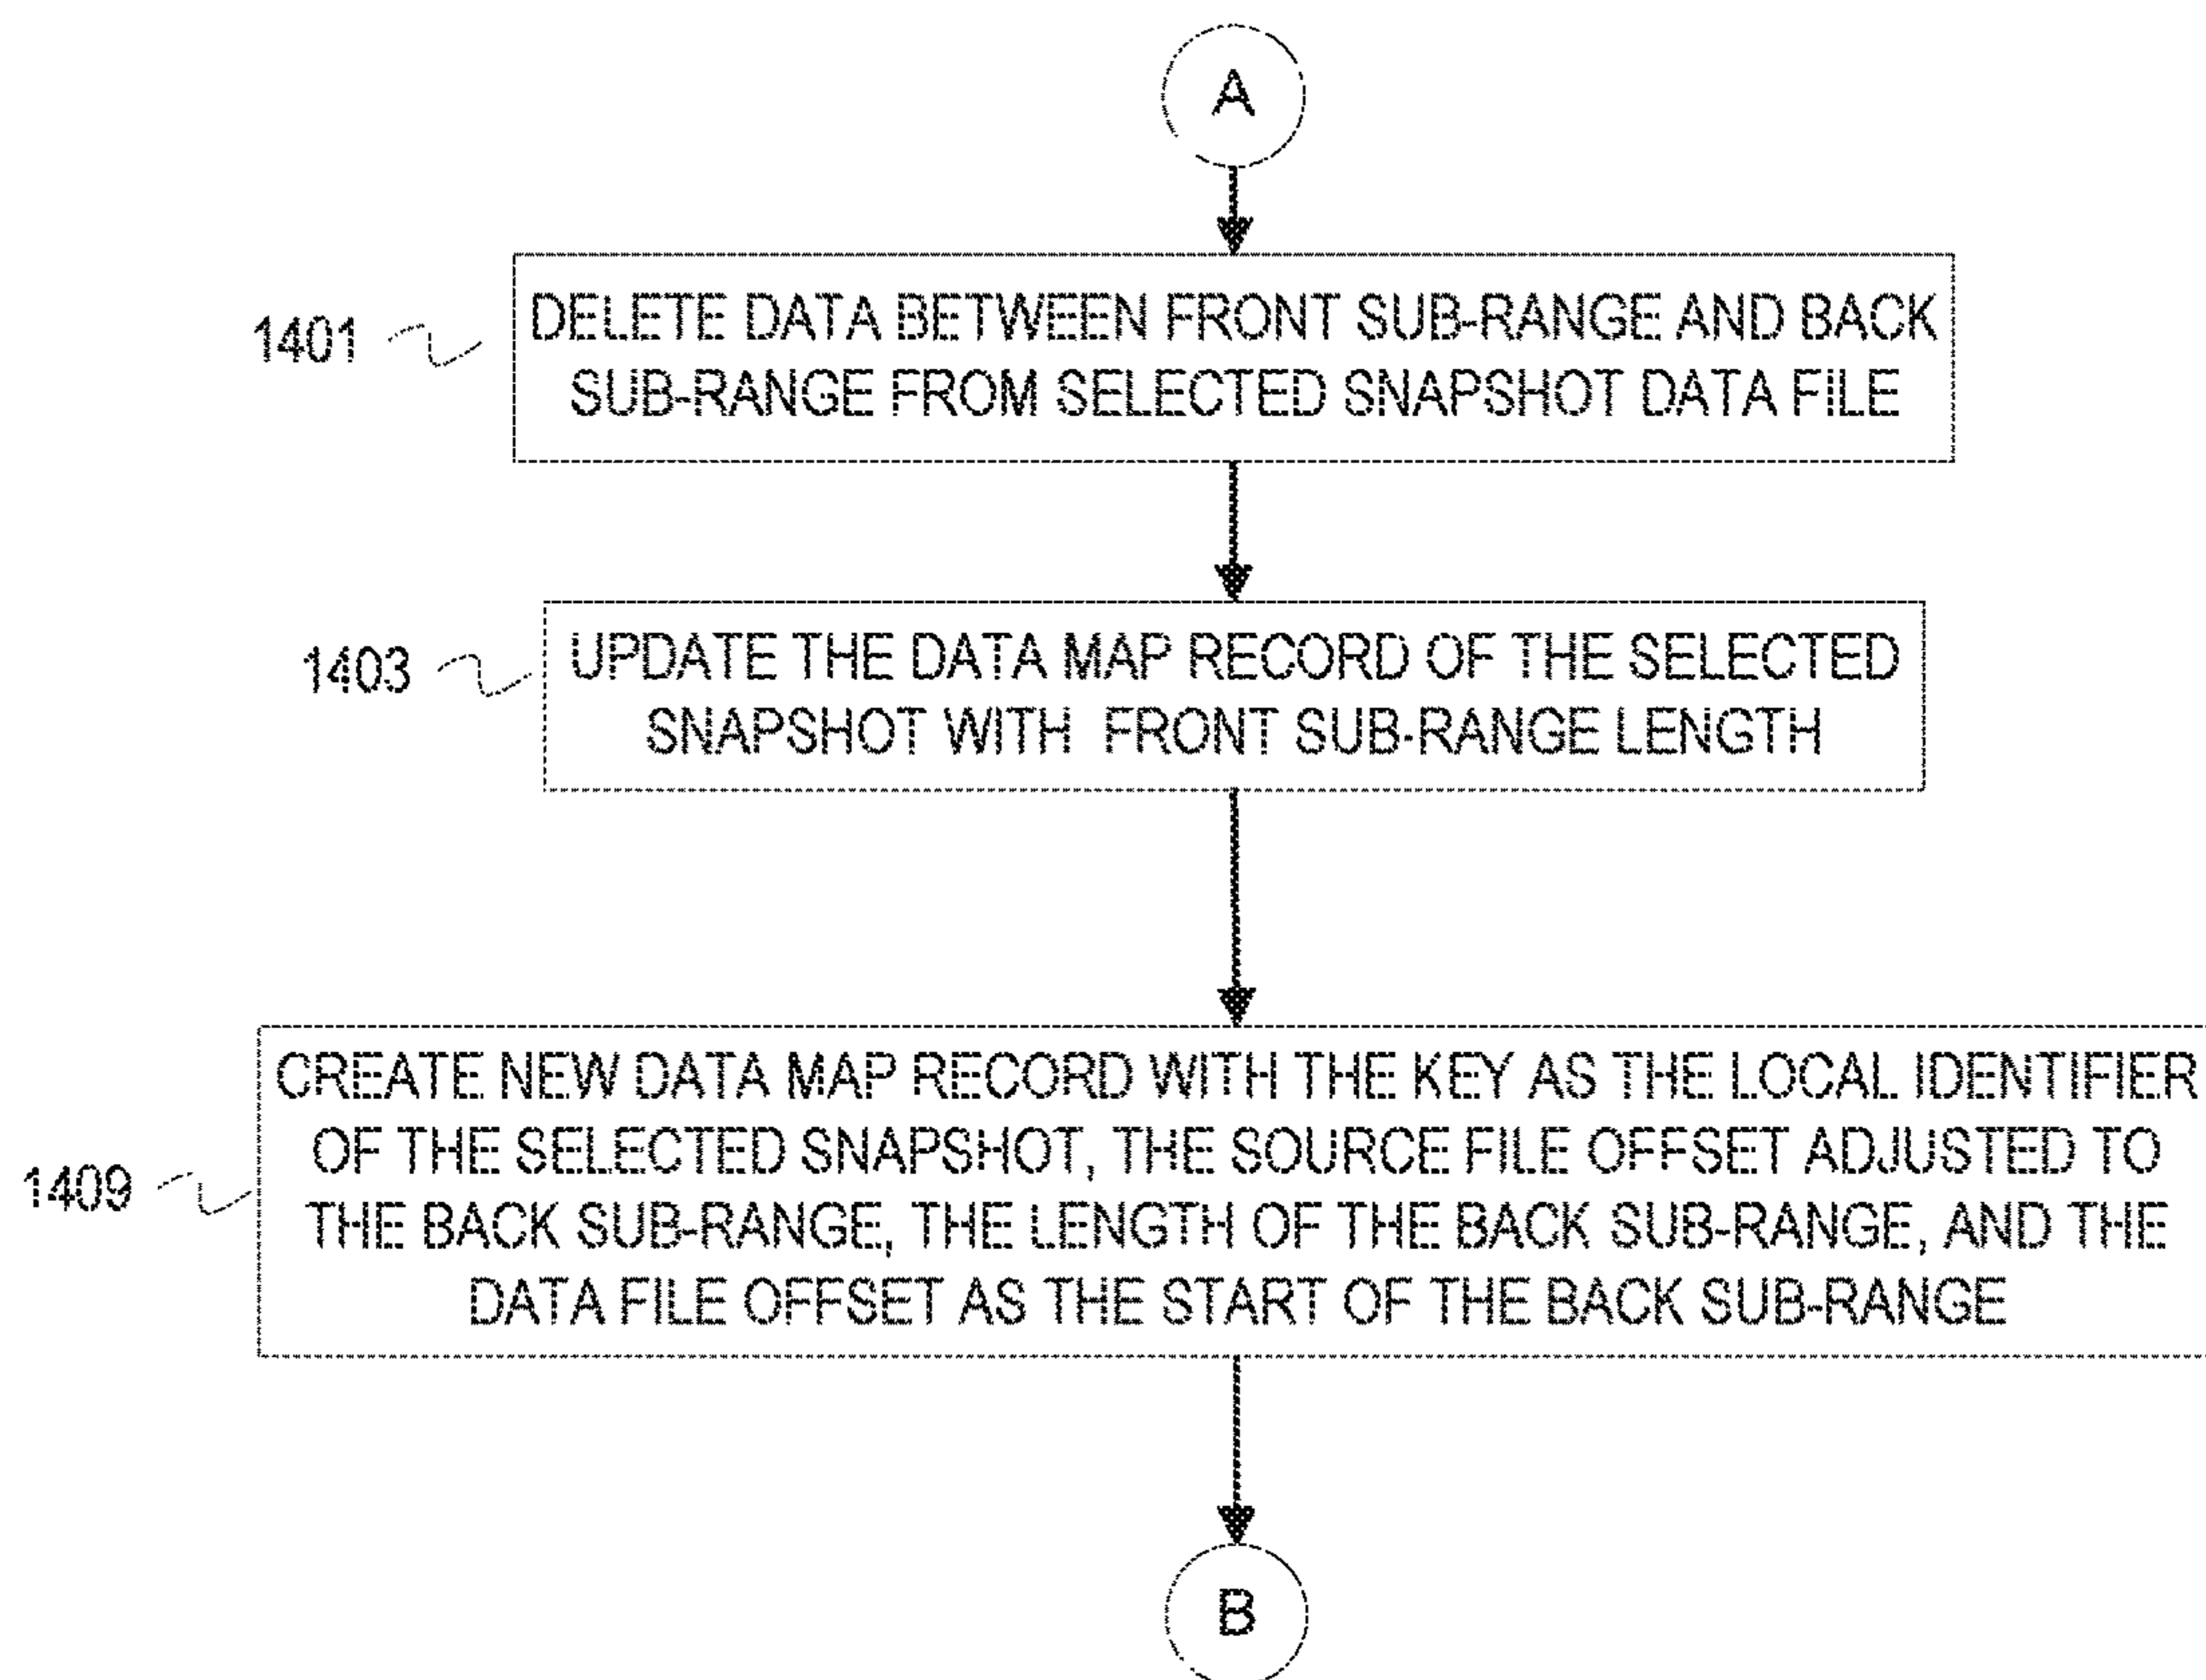 A
1401
DELETE DATA BETWEEN FRONT SUB-RANGE AND BACK
SUB-RANGE FROM SELECTED SNAPSHOT DATA FILE
1403
UPDATE THE DATA MAP RECORD OF THE SELECTED
SNAPSHOT WITH FRONT SUB-RANGE LENGTH
1409
CREATE NEW DATA MAP RECORD WITH THE KEY AS THE LOCAL IDENTIFIER
OF THE SELECTED SNAPSHOT, THE SOURCE FILE OFFSET ADJUSTED TO
THE BACK SUB-RANGE, THE LENGTH OF THE BACK SUB-RANGE, AND THE
DATA FILE OFFSET AS THE START OF THE BACK SUB-RANGE
B